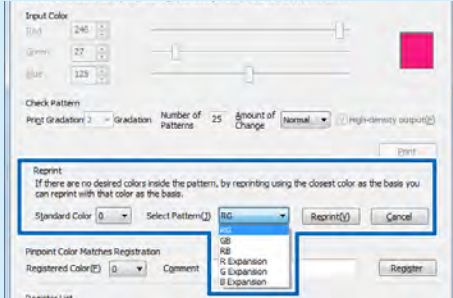 Input Color
Red 246
Green 27
Blue 129
Check Pattern
Print Gradation 2 Gradation Number of Patterns 25 Amount of Change Normal High-density output(P)
Print
Reprint
If there are no desired colors inside the pattern, by reprinting using the closest color as the basis you
can reprint with that color as the basis.
Standard Color 0 Select Pattern(J) RG Reprint(V) Cancel
RG
GB
RB
R Expansion
G Expansion
B Expansion
Pinpoint Color Matches Registration
Registered Color(F) 0 Comment Register
Register List